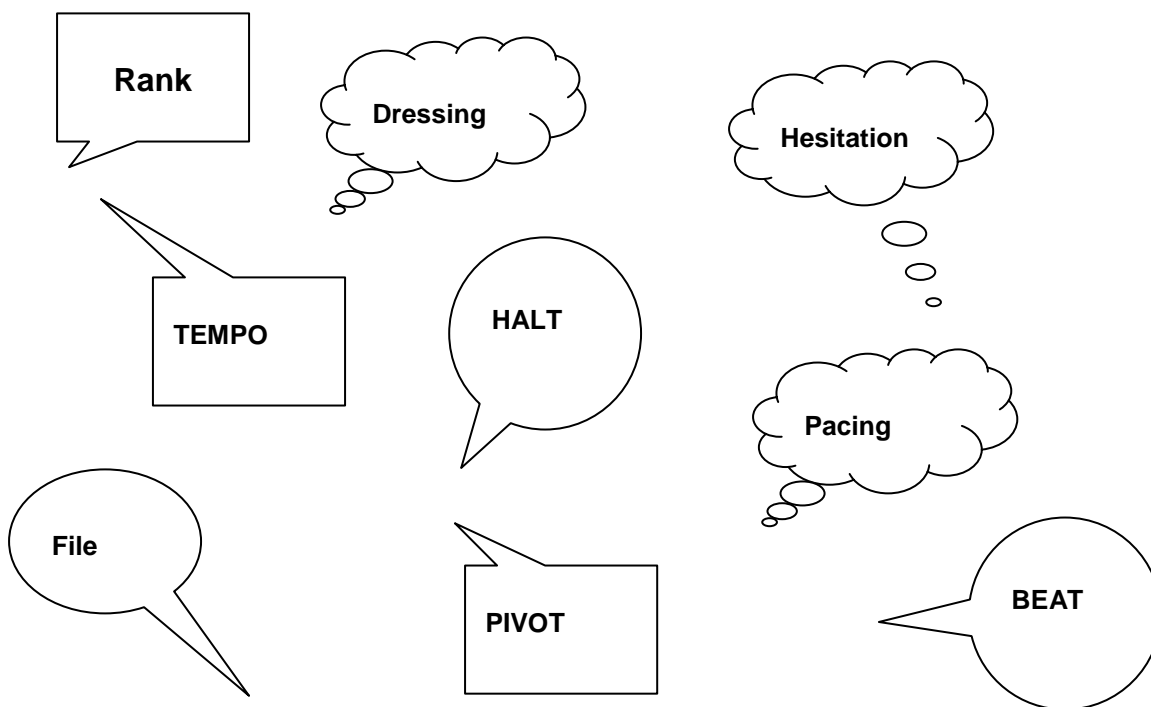 Rank
Dressing
Hesitation
TEMPO
HALT
Pacing
File
PIVOT
BEAT